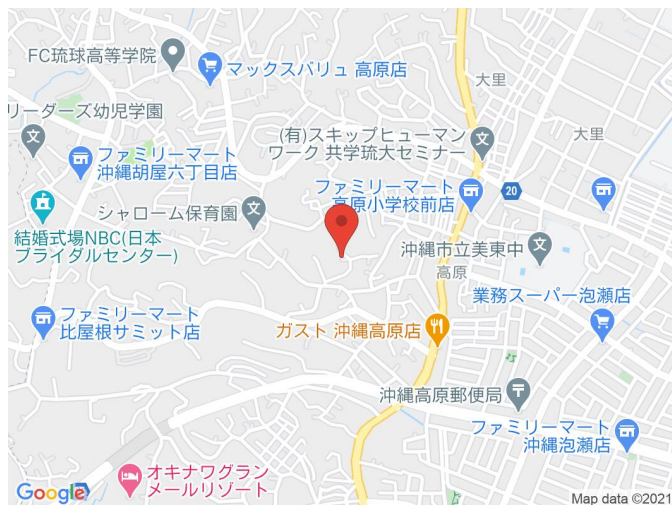 FC琉球高等学院
マックスバリュ 高原店
大里
リーダーズ幼児学園
(有)スキップヒューマン
ワーク 共学琉大セミナー
大里
ファミリーマート
沖縄胡屋六丁目店
ファミリーマート
高原小学校前店
20
シャローム保育園
結婚式場NBC(日本
ブライダルセンター)
沖縄市立美東中
高原
業務スーパー泡瀬店
ファミリーマート
比屋根サミット店
ガスト 沖縄高原店
沖縄高原郵便局
ファミリーマート
沖縄泡瀬店
オキナワグラン
メールリゾート
Google
Map data ©2021